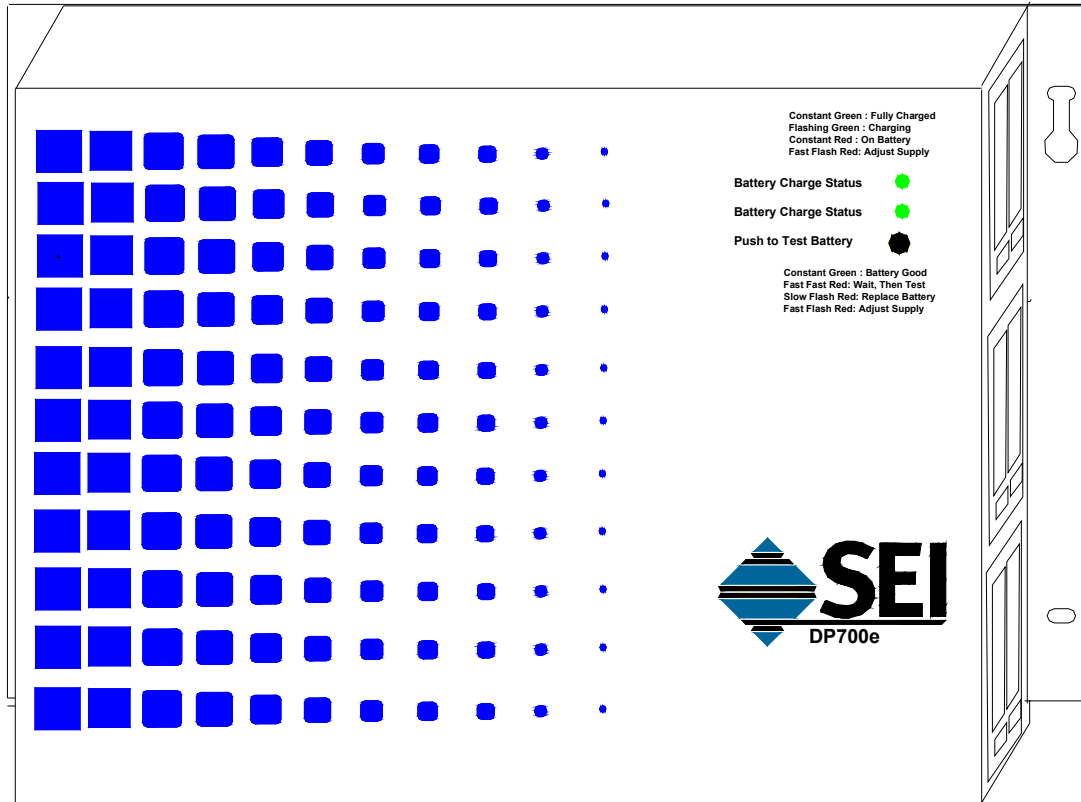 Constant Green : Fully Charged
Flashing Green : Charging
Constant Red : On Battery
Fast Flash Red: Adjust Supply
Battery Charge Status
Battery Charge Status
Push to Test Battery
Constant Green : Battery Good
Fast Fast Red: Wait, Then Test
Slow Flash Red: Replace Battery
Fast Flash Red: Adjust Supply
SEI
DP700e